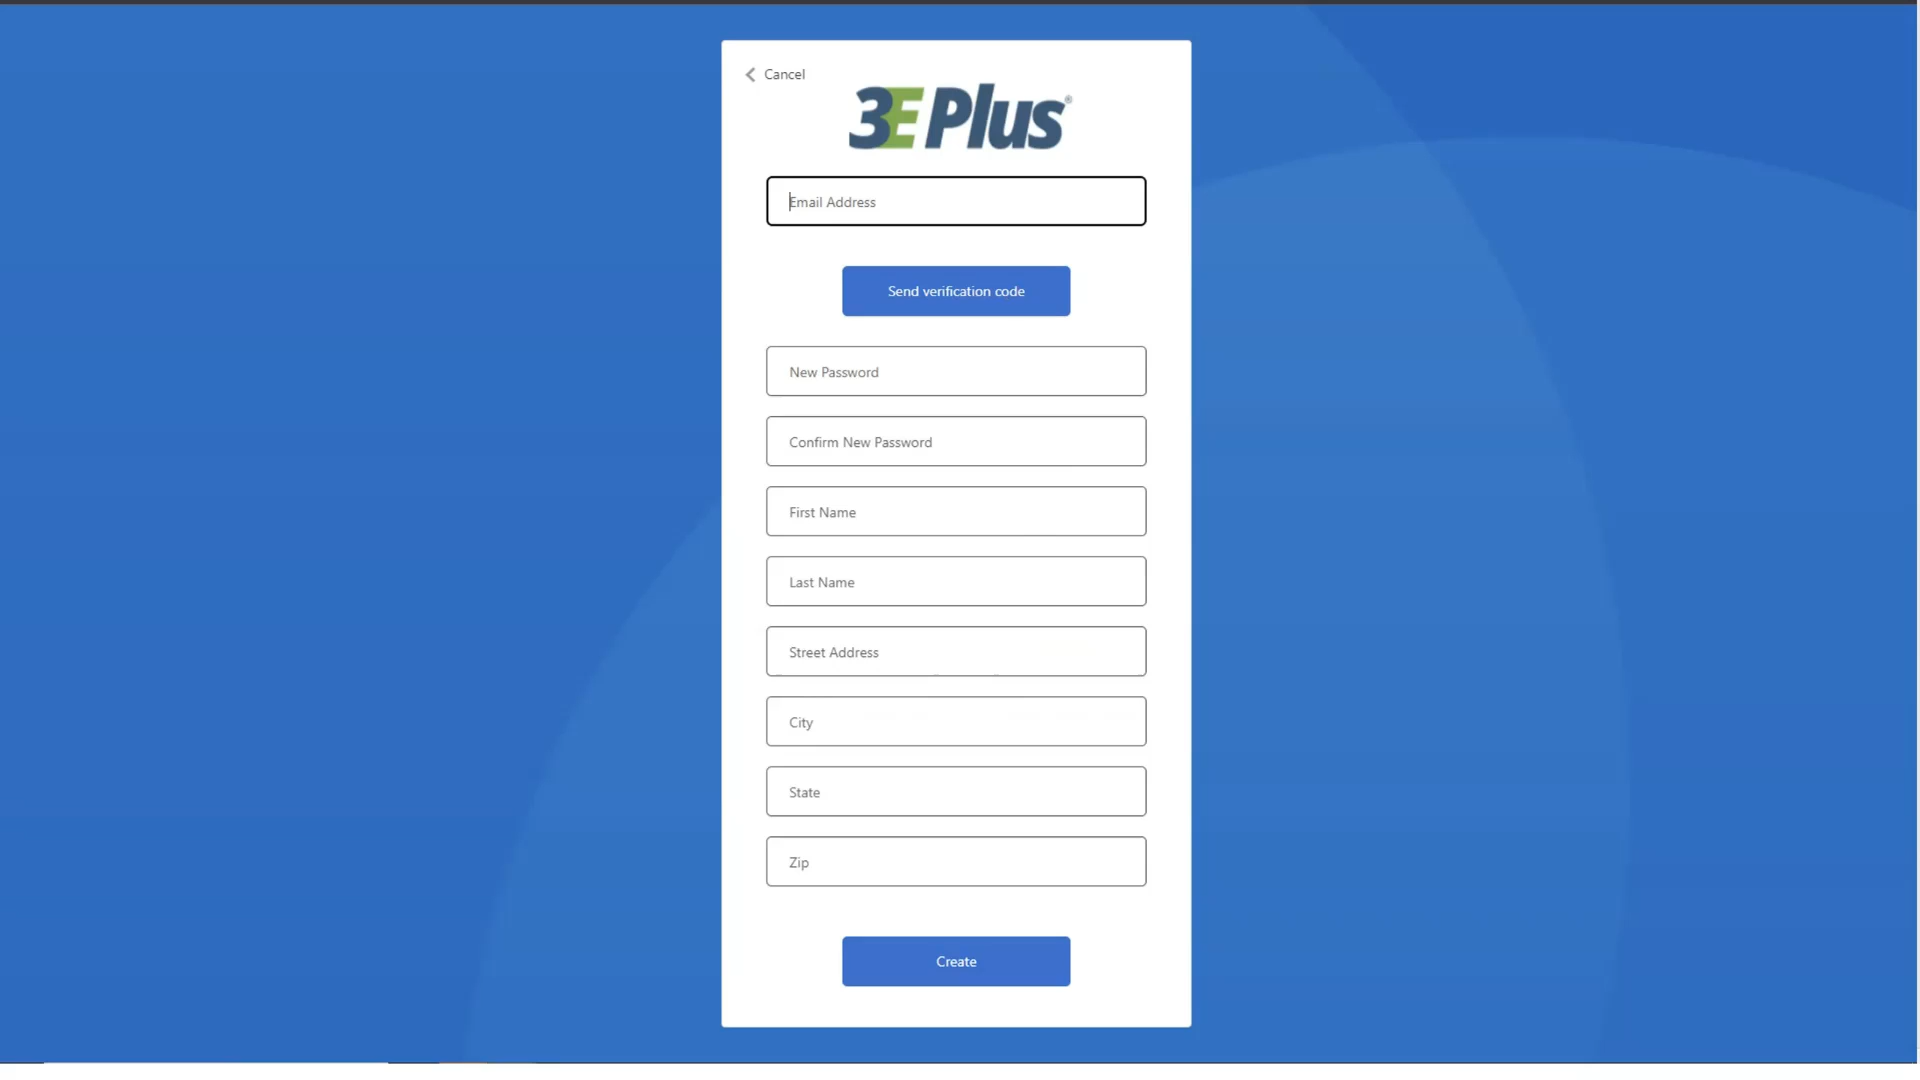 Cancel
3E Plus®
Email Address
Send verification code
New Password
Confirm New Password
First Name
Last Name
Street Address
City
State
Zip
Create